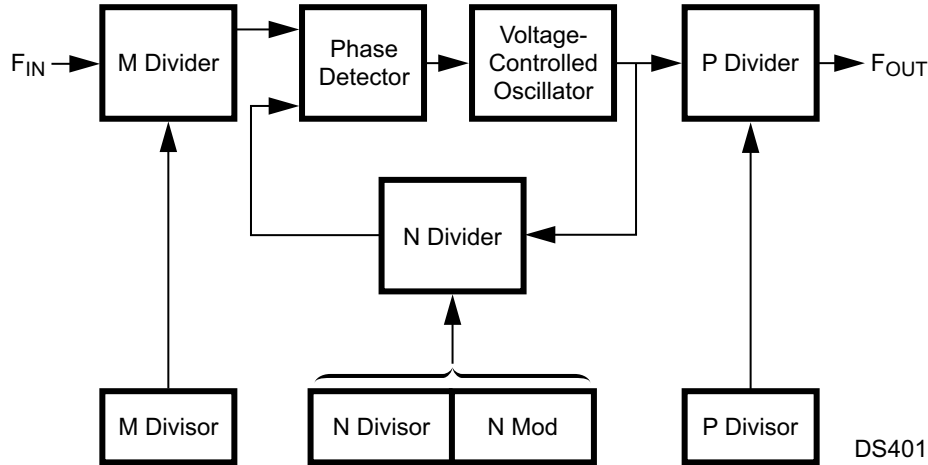 F_IN
M Divider
Phase
Detector
Voltage-
Controlled
Oscillator
P Divider
F_OUT
N Divider
M Divisor
N Divisor
N Mod
P Divisor
DS401